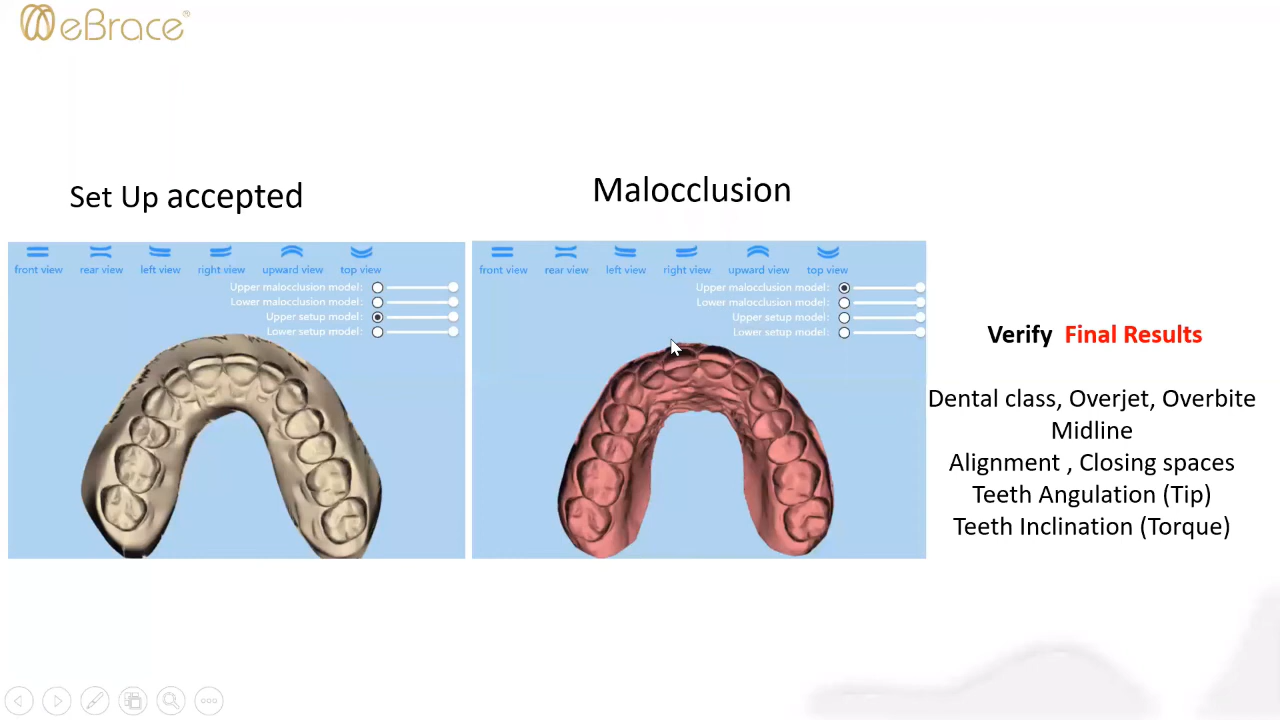 eBrace®
Set Up accepted
Malocclusion
front view rear view left view right view upward view top view
Upper malocclusion model:
Lower malocclusion model:
Upper setup model:
Lower setup model:
front view rear view left view right view upward view top view
Upper malocclusion model:
Lower malocclusion model:
Upper setup model:
Lower setup model:
Verify Final Results
Dental class, Overjet, Overbite
Midline
Alignment , Closing spaces
Teeth Angulation (Tip)
Teeth Inclination (Torque)